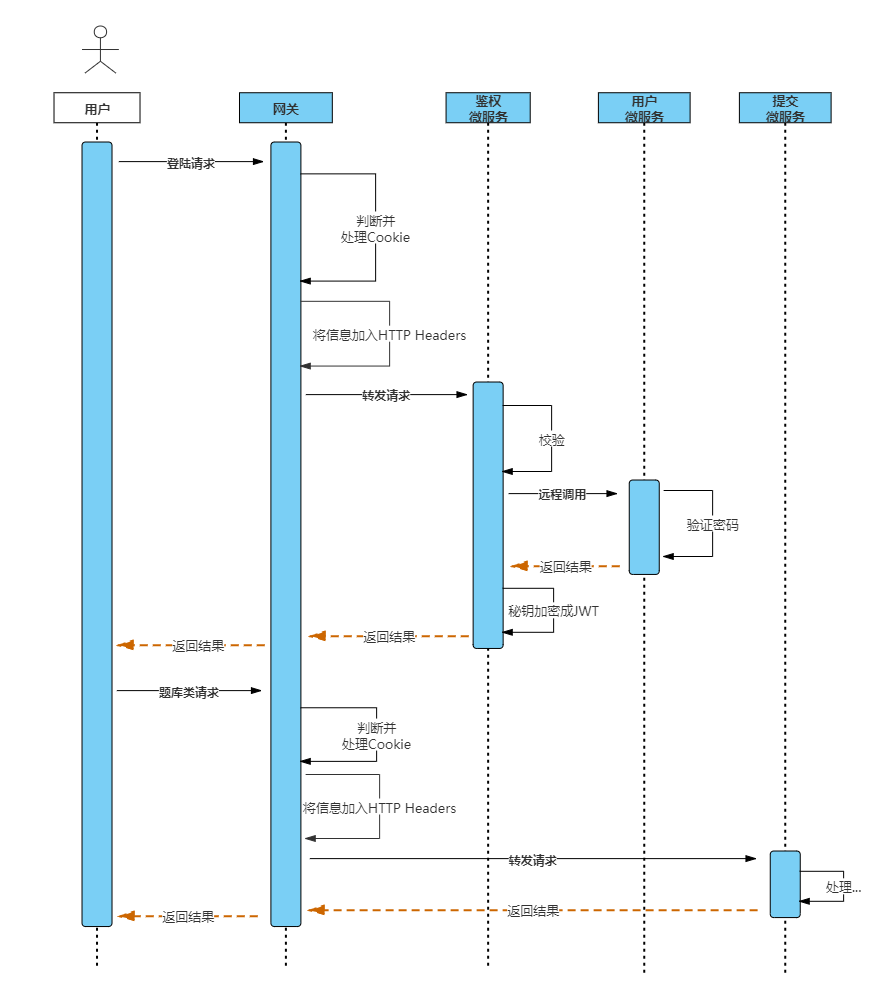 用户
网关
鉴权
微服务
用户
微服务
提交
微服务
登陆请求
判断并
处理Cookie
将信息加入HTTP Headers
转发请求
校验
远程调用
验证密码
返回结果
秘钥加密成JWT
返回结果
返回结果
题库类请求
判断并
处理Cookie
将信息加入HTTP Headers
转发请求
处理...
返回结果
返回结果